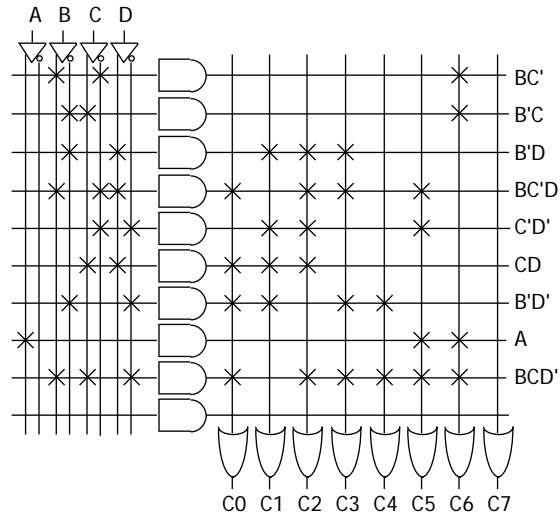 A B C D
BC'
B'C
B'D
BC'D
C'D'
CD
B'D'
A
BCD'
C0 C1 C2 C3 C4 C5 C6 C7